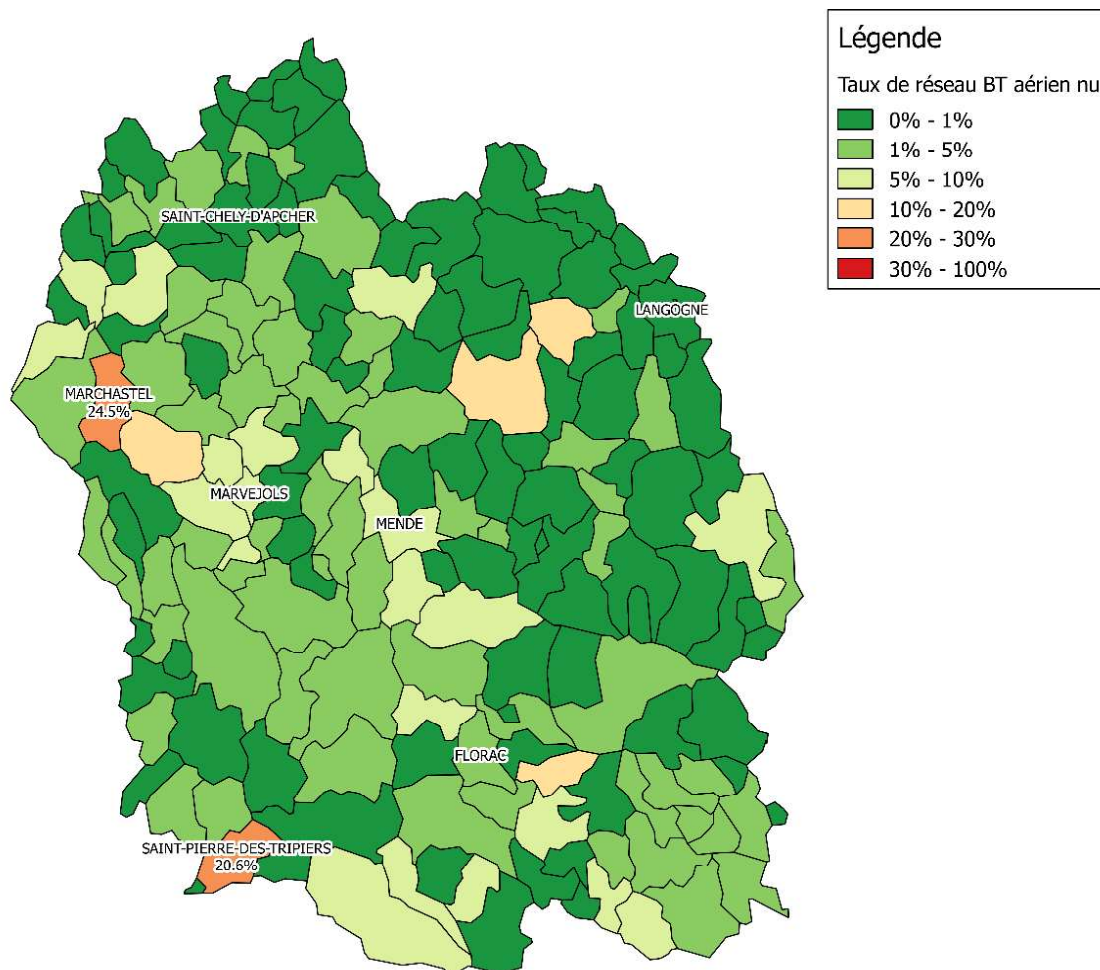 Légende
Taux de réseau BT aérien nu
0% - 1%
1% - 5%
5% - 10%
10% - 20%
20% - 30%
30% - 100%
SAINT-CHELY-D'APCHER
LANGOGNE
MARCHASTEL
24.5%
MARVEJOLS
MENDE
FLORAC
SAINT-PIERRE-DES-TRIPIERS
20.6%